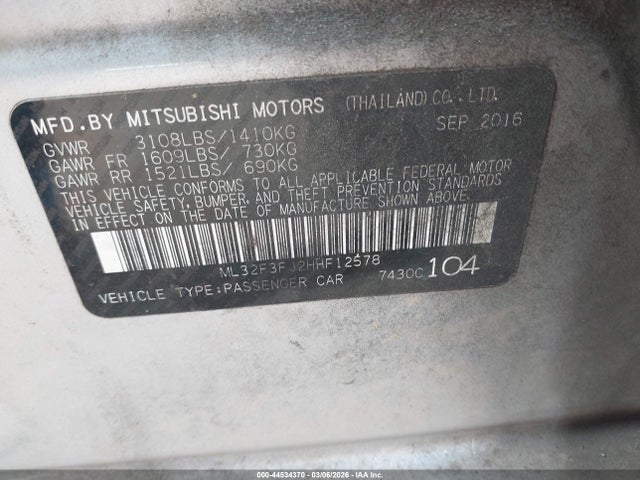 MFD.BY MITSUBISHI MOTORS (THAILAND)CO.,LTD.
SEP 2016
GVWR 3108LBS/1410KG
GAWR FR 1609LBS/ 730KG
GAWR RR 1521LBS/ 690KG
THIS VEHICLE CONFORMS TO ALL APPLICABLE FEDERAL MOTOR
VEHICLE SAFETY, BUMPER, AND THEFT PREVENTION STANDARDS
IN EFFECT ON THE DATE OF MANUFACTURE SHOWN ABOVE.
ML32F3FJ2HHF12578
VEHICLE TYPE:PASSENGER CAR 7430C 104
000-44534370 - 03/06/2026 - IAAI.COM